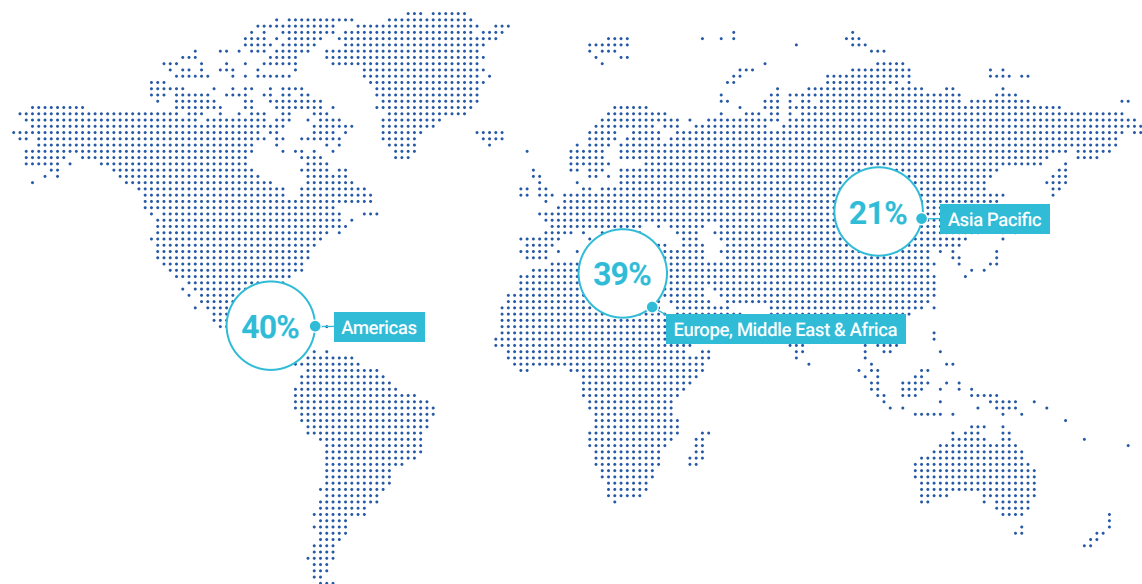 40%
Americas
39%
Europe, Middle East & Africa
21%
Asia Pacific